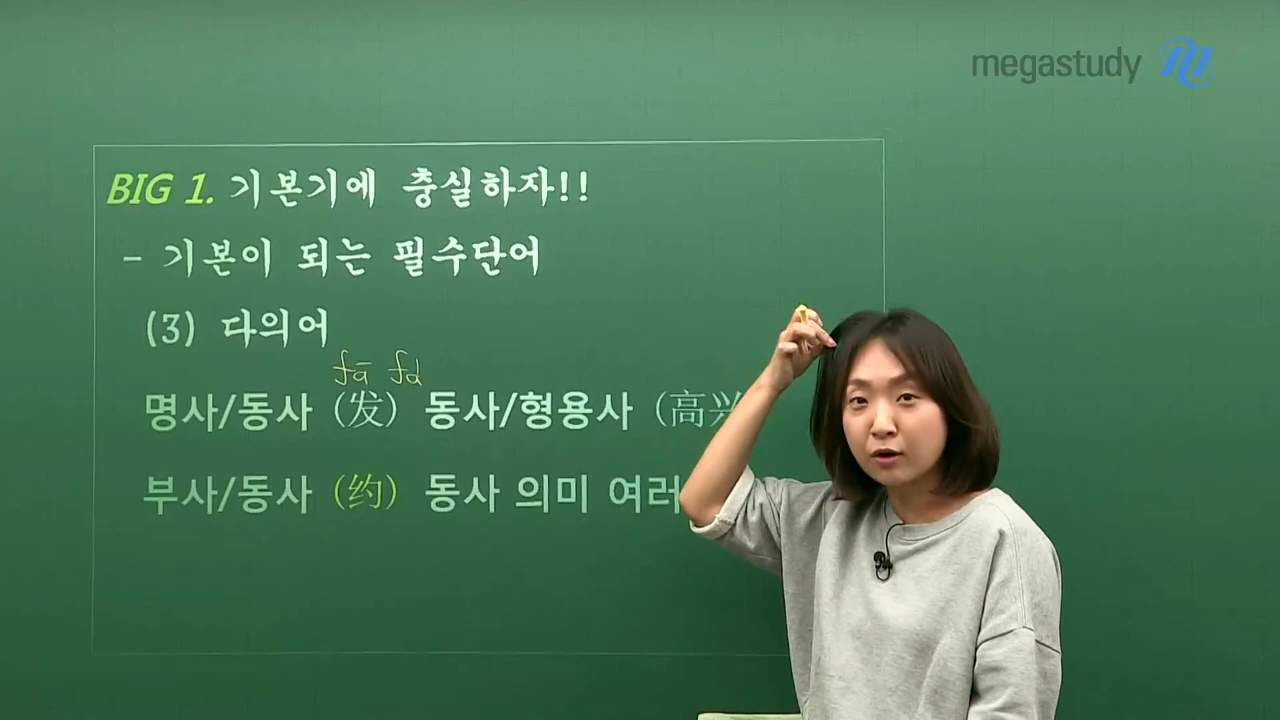 megastudy
BIG 1. 기본기에 충실하자!!
- 기본이 되는 필수단어
(3) 다의어
fā fà
명사/동사 (发) 동사/형용사 (高兴
부사/동사 (约) 동사 의미 여러